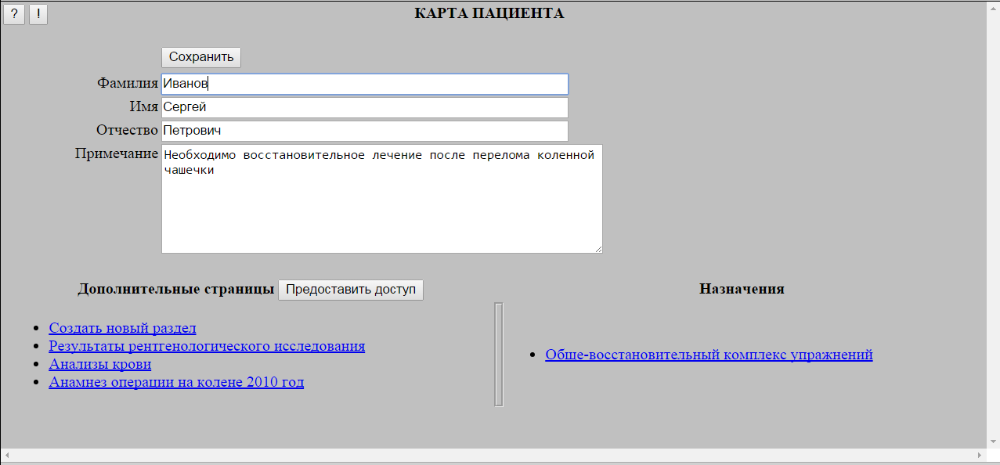 ? ! КАРТА ПАЦИЕНТА
Сохранить
Фамилия Иванов
Имя Сергей
Отчество Петрович
Примечание Необходимо восстановительное лечение после перелома коленной
чашечки
Дополнительные страницы Предоставить доступ Назначения
Создать новый раздел
Результаты рентгенологического исследования
Анализы крови
Анамнез операции на колене 2010 год
Обше-восстановительный комплекс упражнений